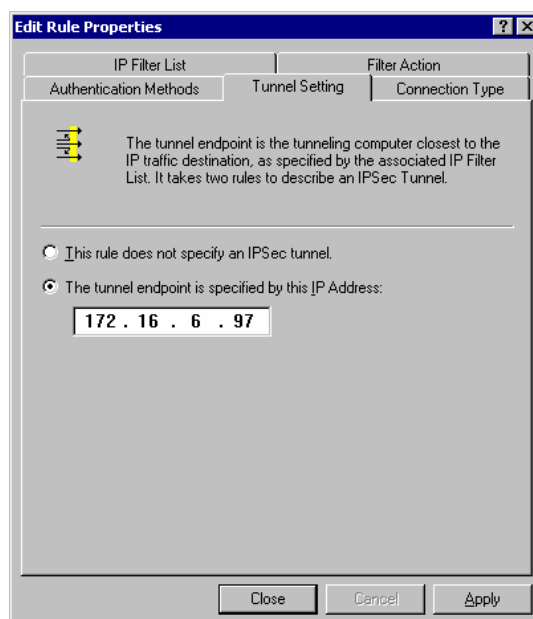 Edit Rule Properties
IP Filter List
Filter Action
Authentication Methods
Tunnel Setting
Connection Type
The tunnel endpoint is the tunneling computer closest to the
IP traffic destination, as specified by the associated IP Filter
List. It takes two rules to describe an IPSec Tunnel.
This rule does not specify an IPSec tunnel.
The tunnel endpoint is specified by this IP Address:
172 . 16 . 6 . 97
Close
Cancel
Apply